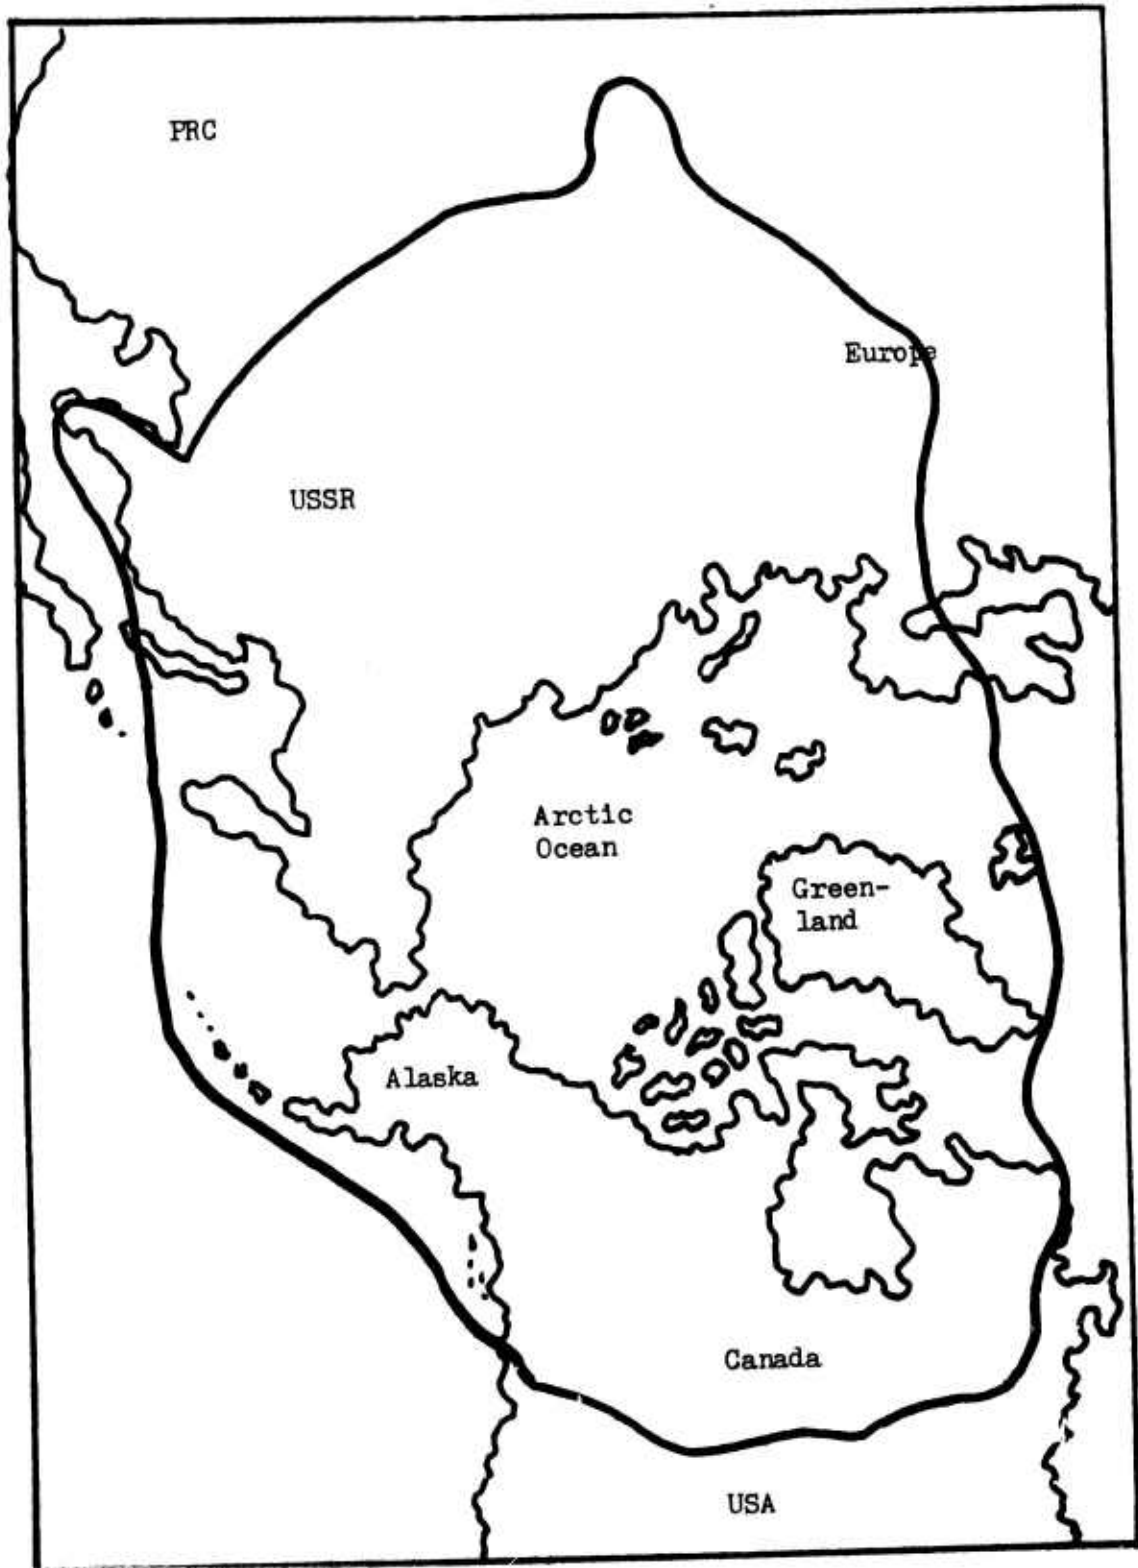 PRC
Europe
USSR
Arctic
Ocean
Green-
land
Alaska
Canada
USA